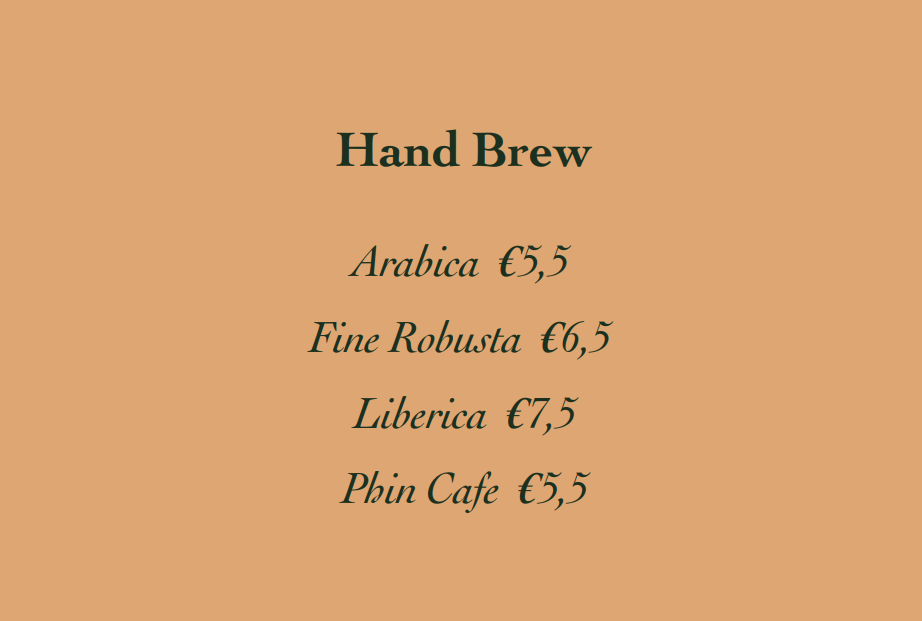 Hand Brew
Arabica €5,5
Fine Robusta €6,5
Liberica €7,5
Phin Cafe €5,5